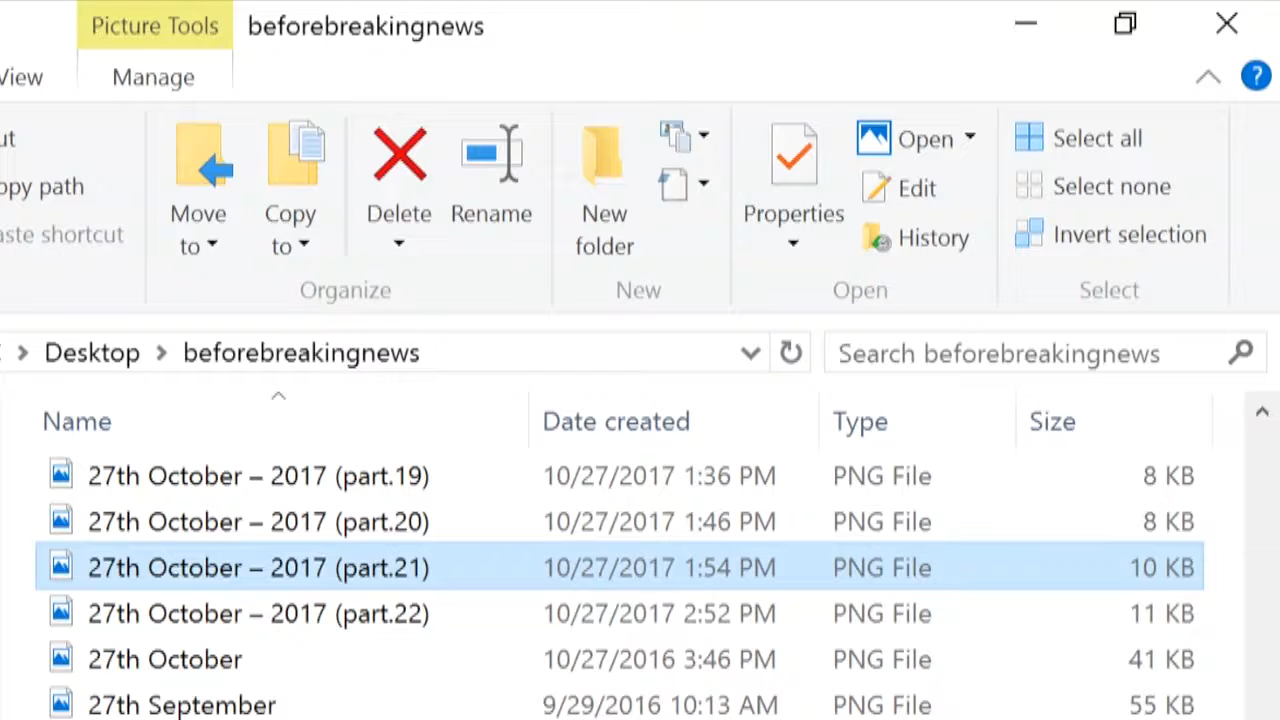 Picture Tools beforebreakingnews
View Manage ?
ut Select all
Open
opy path Edit Select none
Move Copy Delete Rename New Properties
aste shortcut History Invert selection
to to folder
Organize New Open Select
Desktop beforebreakingnews Search beforebreakingnews
Name Date created Type Size
27th October – 2017 (part.19) 10/27/2017 1:36 PM PNG File 8 KB
27th October – 2017 (part.20) 10/27/2017 1:46 PM PNG File 8 KB
27th October – 2017 (part.21) 10/27/2017 1:54 PM PNG File 10 KB
27th October – 2017 (part.22) 10/27/2017 2:52 PM PNG File 11 KB
27th October 10/27/2016 3:46 PM PNG File 41 KB
27th September 9/29/2016 10:13 AM PNG File 55 KB